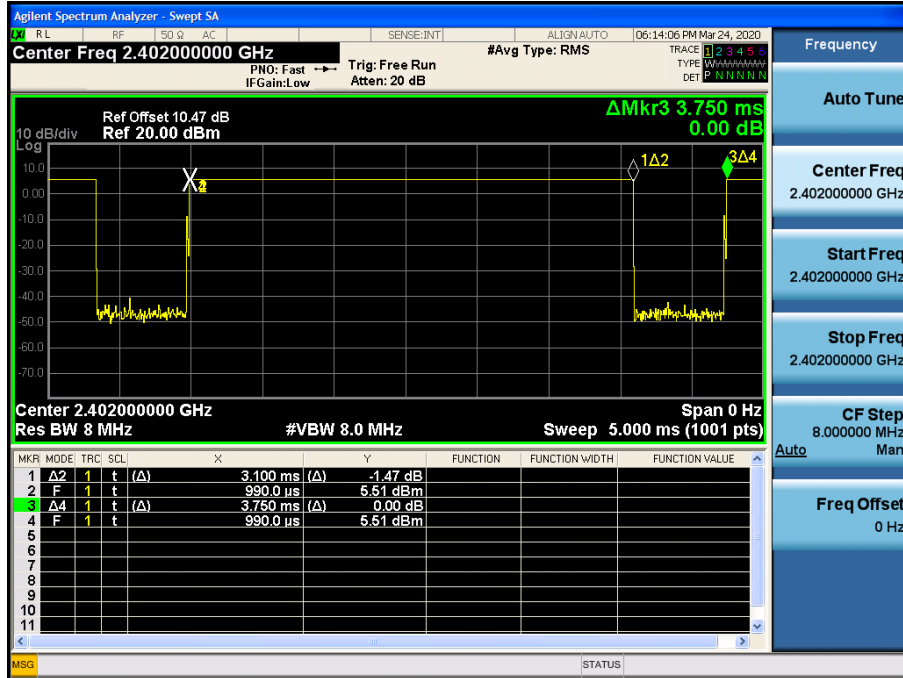 Agilent Spectrum Analyzer - Swept SA
LXI RL RF 50 Ω AC SENSE:INT ALIGN AUTO 06:14:06 PM Mar 24, 2020
Center Freq 2.402000000 GHz #Avg Type: RMS TRACE 1 2 3 4 5 6
PNO: Fast Trig: Free Run TYPE W
IFGain:Low Atten: 20 dB DET P N N N N N
Ref Offset 10.47 dB ΔMkr3 3.750 ms
10 dB/div Ref 20.00 dBm 0.00 dB
Log
10.0
0.00
-10.0
-20.0
-30.0
-40.0
-50.0
-60.0
-70.0
1Δ2
3Δ4
Center 2.402000000 GHz Span 0 Hz
Res BW 8 MHz #VBW 8.0 MHz Sweep 5.000 ms (1001 pts)
MKR MODE TRC SCL X Y FUNCTION FUNCTION WIDTH FUNCTION VALUE
1 Δ2 1 t (Δ) 3.100 ms (Δ) -1.47 dB
2 F 1 t 990.0 µs 5.51 dBm
3 Δ4 1 t (Δ) 3.750 ms (Δ) 0.00 dB
4 F 1 t 990.0 µs 5.51 dBm
5
6
7
8
9
10
11
MSG STATUS
Frequency
Auto Tune
Center Freq
2.402000000 GHz
Start Freq
2.402000000 GHz
Stop Freq
2.402000000 GHz
CF Step
8.000000 MHz
Auto Man
Freq Offset
0 Hz